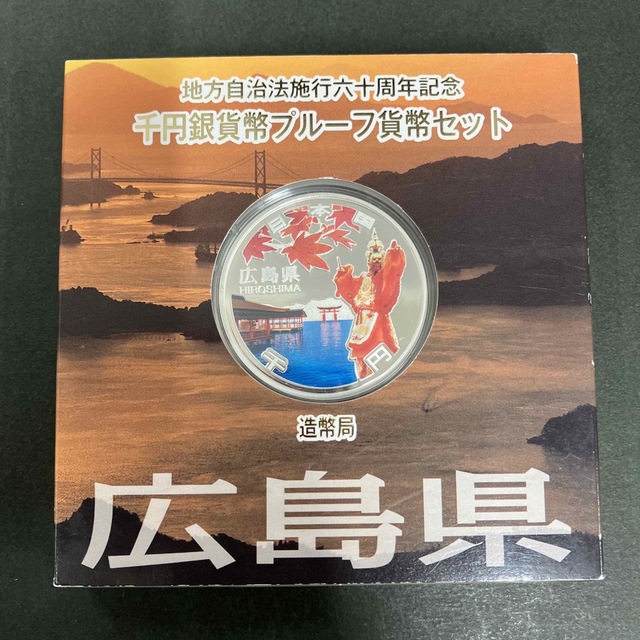 地方自治法施行六十周年記念
千円銀貨幣プルーフ貨幣セット
日本国
広島県
HIROSHIMA
千円
造幣局
広島県